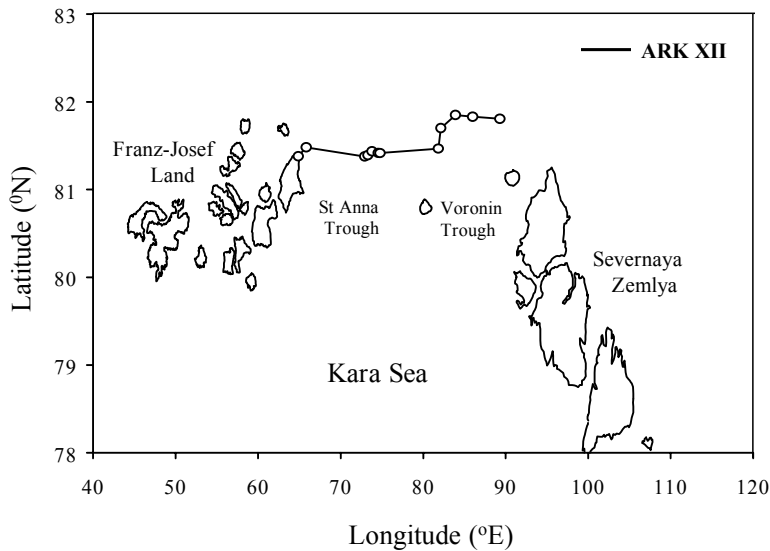 83
82
81
80
79
78
40
50
60
70
80
90
100
110
120
Latitude (⁰N)
Longitude (ºE)
ARK XII
Franz-Josef
Land
St Anna
Trough
Voronin
Trough
Severnaya
Zemlya
Kara Sea